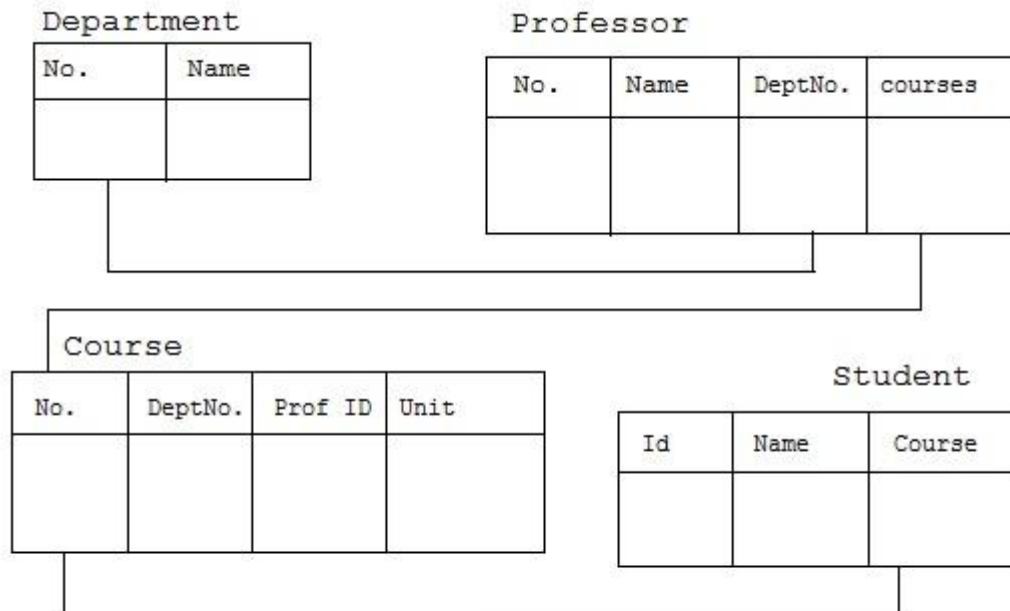 Department
No. Name
Professor
No. Name DeptNo. courses
Course
No. DeptNo. Prof ID Unit
Student
Id Name Course